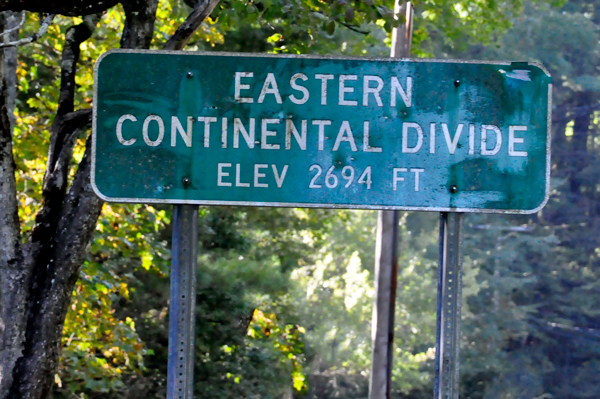 EASTERN
CONTINENTAL DIVIDE
ELEV 2694 FT